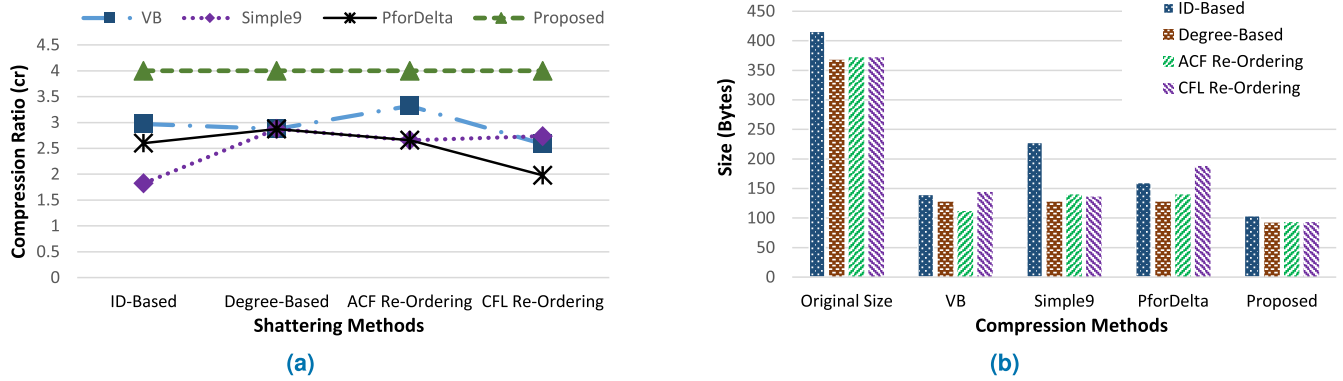 VB Simple9 PforDelta Proposed
4.5
4
3.5
3
2.5
2
1.5
1
0.5
0
Compression Ratio (cr)
ID-Based Degree-Based ACF Re-Ordering CFL Re-Ordering
Shattering Methods
(a)
450
400
350
300
250
200
150
100
50
0
Size (Bytes)
ID-Based
Degree-Based
ACF Re-Ordering
CFL Re-Ordering
Original Size VB Simple9 PforDelta Proposed
Compression Methods
(b)